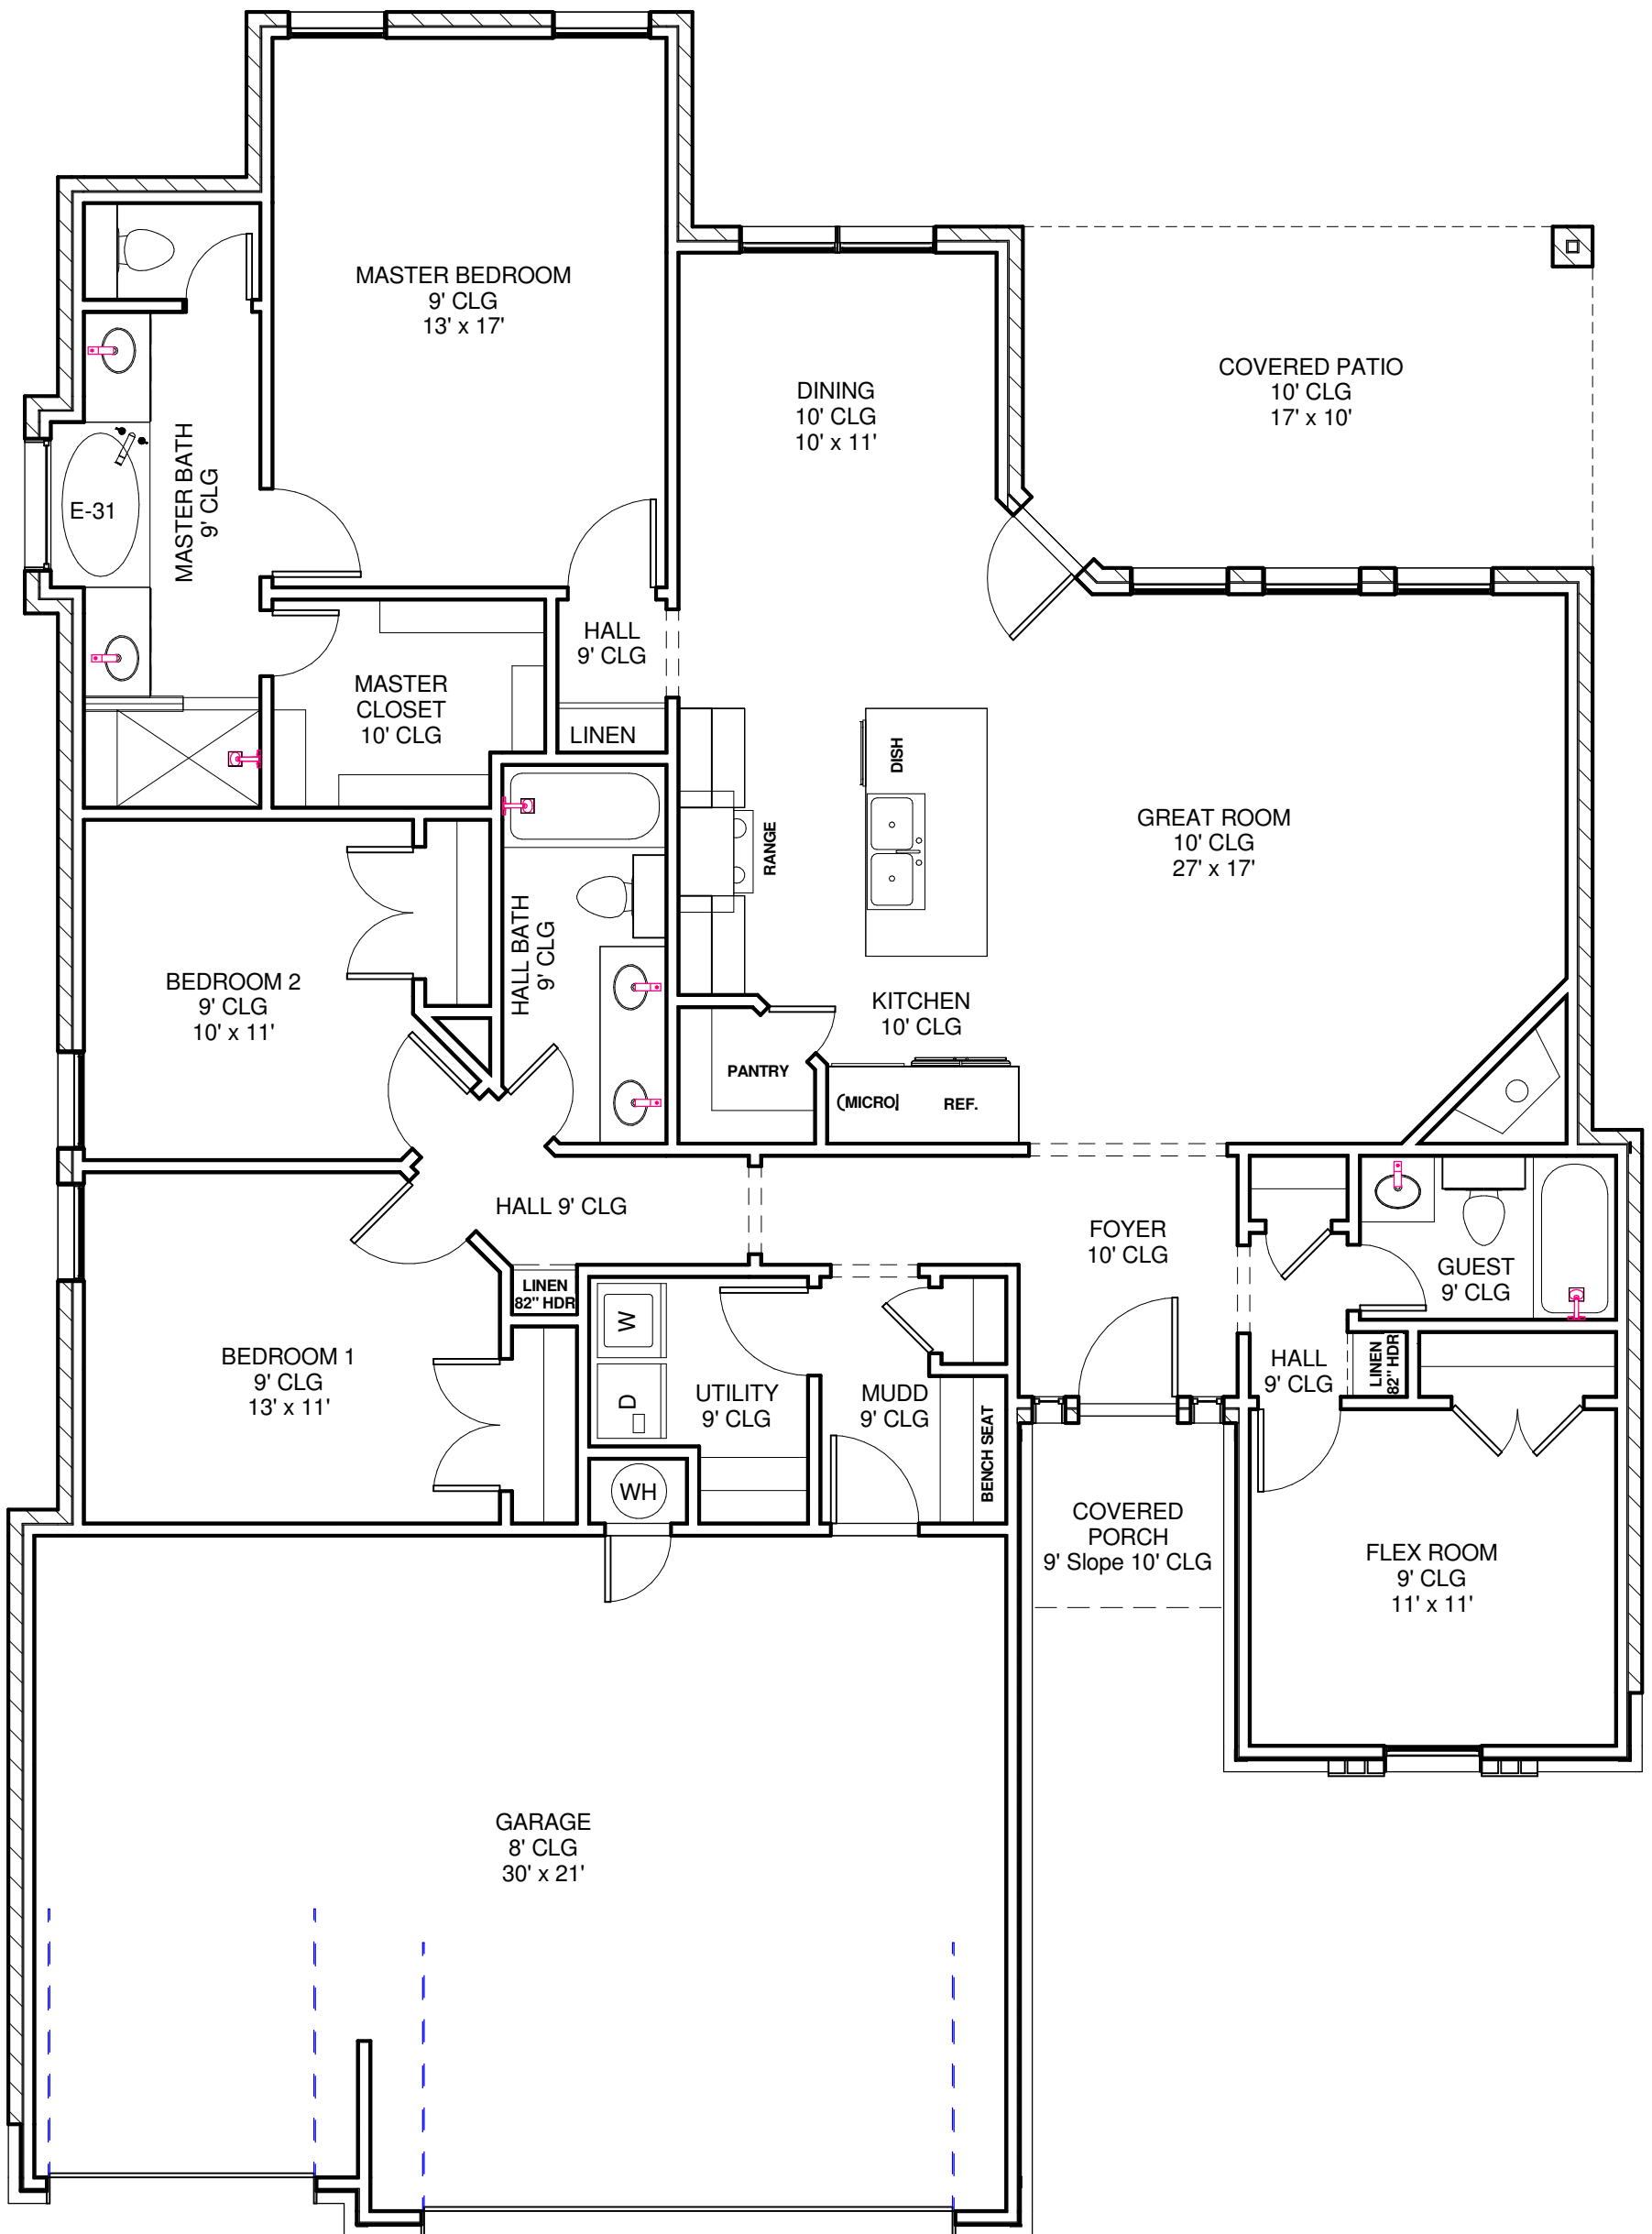 MASTER BEDROOM
9' CLG
13' x 17'
DINING
10' CLG
10' x 11'
COVERED PATIO
10' CLG
17' x 10'
MASTER BATH
9' CLG
E-31
HALL
9' CLG
MASTER
CLOSET
10' CLG
LINEN
DISH
RANGE
GREAT ROOM
10' CLG
27' x 17'
HALL BATH
9' CLG
BEDROOM 2
9' CLG
10' x 11'
KITCHEN
10' CLG
PANTRY
(MICRO)
REF.
HALL 9' CLG
FOYER
10' CLG
GUEST
9' CLG
LINEN
82" HDR
W
D
BEDROOM 1
9' CLG
13' x 11'
UTILITY
9' CLG
MUDD
9' CLG
BENCH SEAT
HALL
9' CLG
LINEN
82" HDR
WH
COVERED
PORCH
9' Slope 10' CLG
FLEX ROOM
9' CLG
11' x 11'
GARAGE
8' CLG
30' x 21'